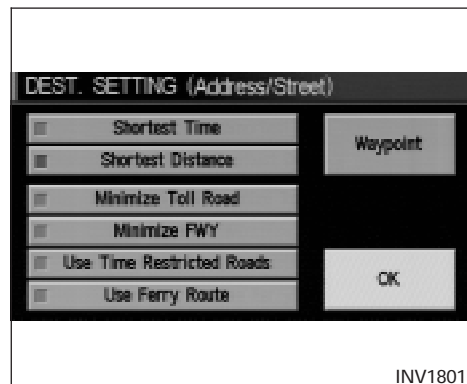 DEST. SETTING (Address/Street)
Shortest Time
Shortest Distance
Waypoint
Minimize Toll Road
Minimize FWY
Use Time Restricted Roads
Use Ferry Route
OK
INV1801